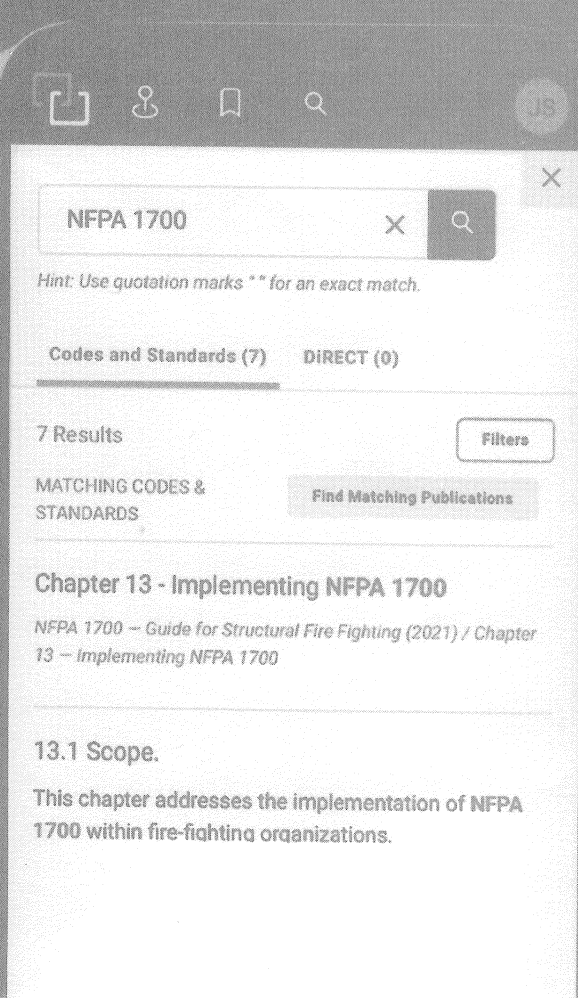 JS
NFPA 1700
Hint: Use quotation marks " " for an exact match.
Codes and Standards (7) DiRECT (0)
7 Results Filters
MATCHING CODES &
STANDARDS
Find Matching Publications
Chapter 13 - Implementing NFPA 1700
NFPA 1700 — Guide for Structural Fire Fighting (2021) / Chapter
13 — Implementing NFPA 1700
13.1 Scope.
This chapter addresses the implementation of NFPA
1700 within fire-fighting organizations.